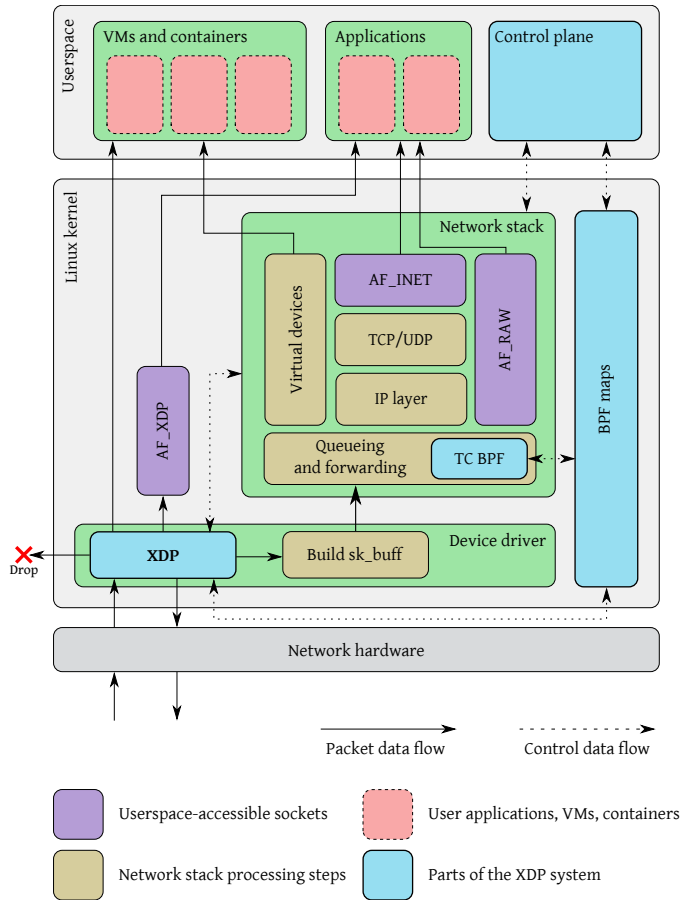 Userspace
VMs and containers
Applications
Control plane
Linux kernel
Network stack
Virtual devices
AF_INET
AF_RAW
TCP/UDP
IP layer
BPF maps
AF_XDP
Queueing
and forwarding
TC BPF
Device driver
XDP
Build sk_buff
Drop
Network hardware
Packet data flow
Control data flow
Userspace-accessible sockets
User applications, VMs, containers
Network stack processing steps
Parts of the XDP system